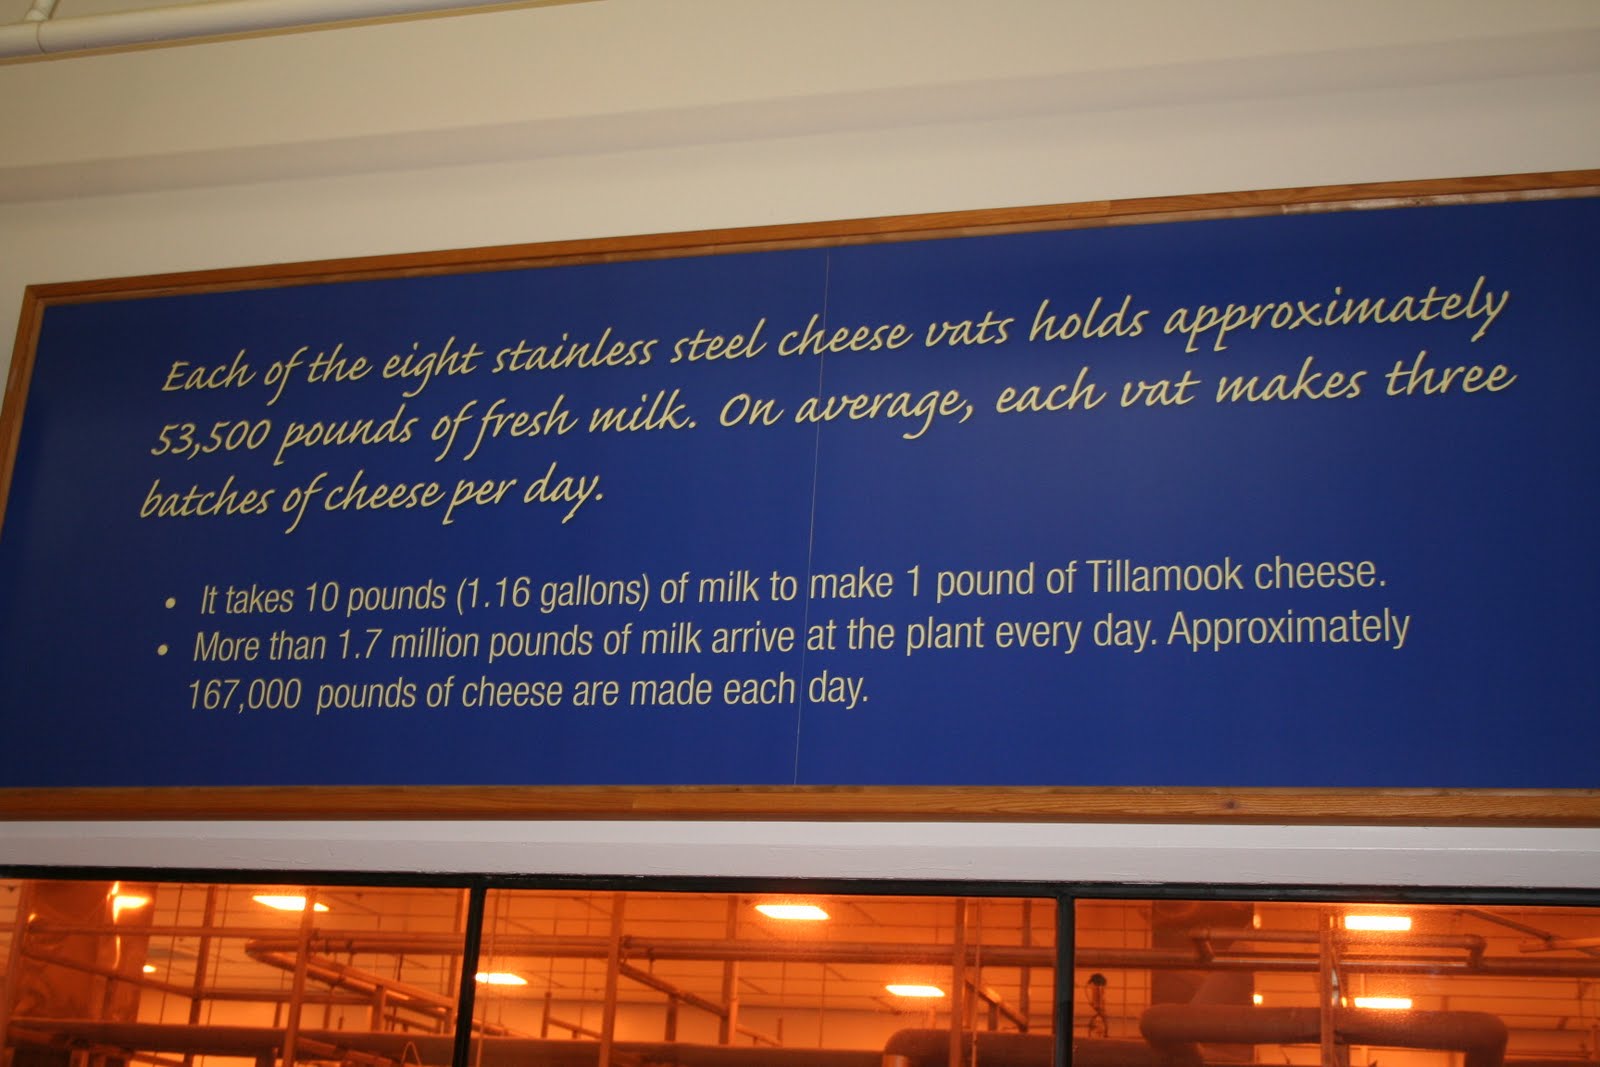 Each of the eight stainless steel cheese vats holds approximately
53,500 pounds of fresh milk. On average, each vat makes three
batches of cheese per day.
• It takes 10 pounds (1.16 gallons) of milk to make 1 pound of Tillamook cheese.
• More than 1.7 million pounds of milk arrive at the plant every day. Approximately
167,000 pounds of cheese are made each day.